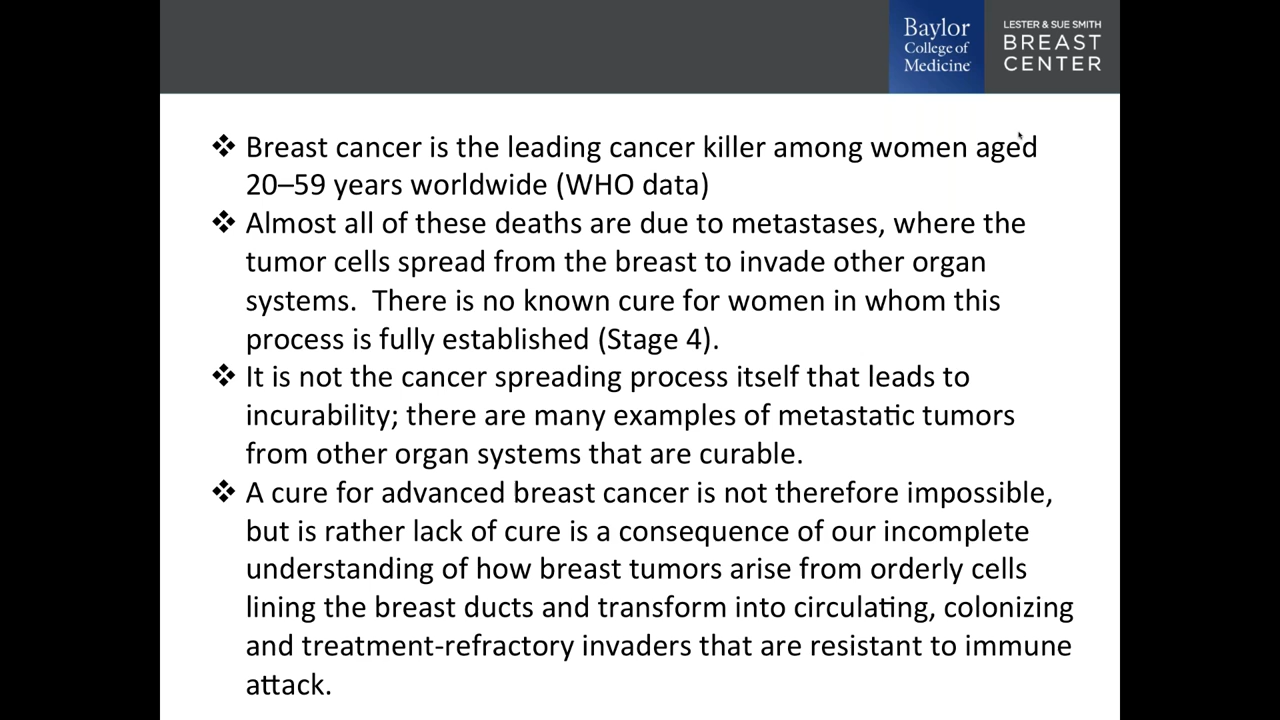 Baylor
College of
Medicine
LESTER & SUE SMITH
BREAST
CENTER
❖ Breast cancer is the leading cancer killer among women aged
20–59 years worldwide (WHO data)
❖ Almost all of these deaths are due to metastases, where the
tumor cells spread from the breast to invade other organ
systems.  There is no known cure for women in whom this
process is fully established (Stage 4).
❖ It is not the cancer spreading process itself that leads to
incurability; there are many examples of metastatic tumors
from other organ systems that are curable.
❖ A cure for advanced breast cancer is not therefore impossible,
but is rather lack of cure is a consequence of our incomplete
understanding of how breast tumors arise from orderly cells
lining the breast ducts and transform into circulating, colonizing
and treatment-refractory invaders that are resistant to immune
attack.